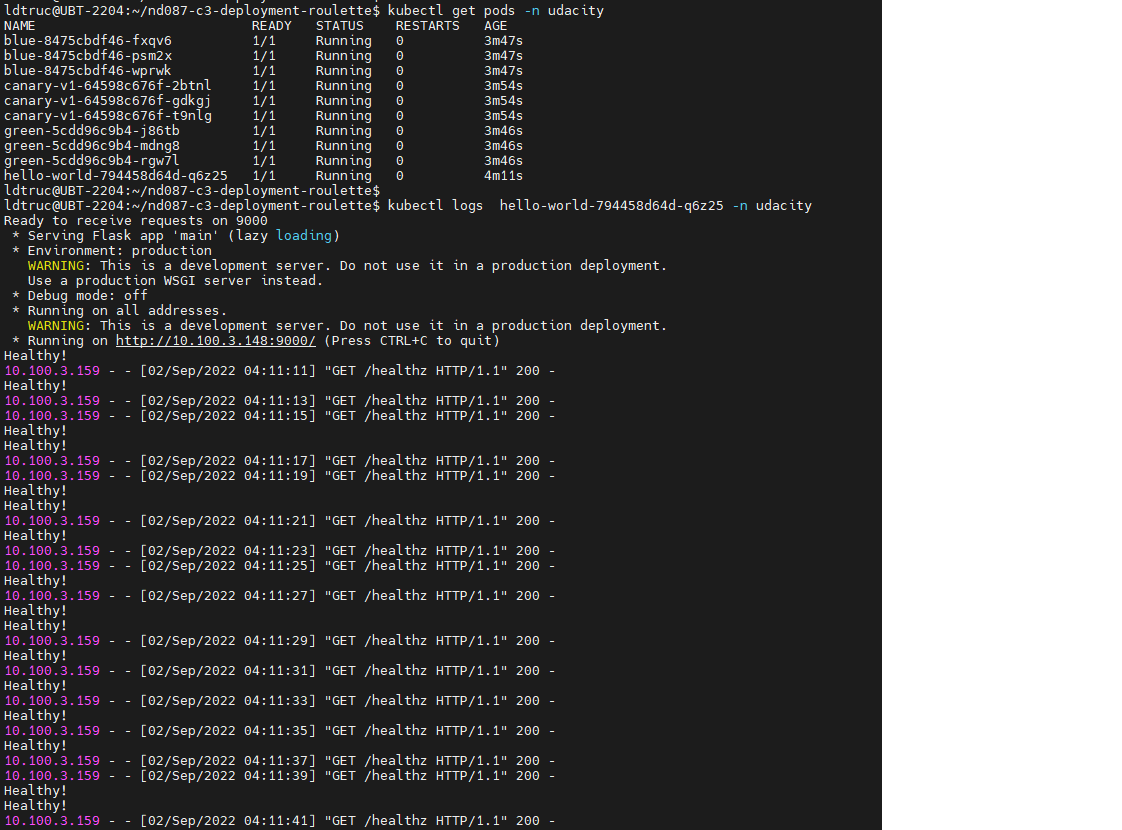 ldtruc@UBT-2204:~/nd087-c3-deployment-roulette$ kubectl get pods -n udacity
NAME                           READY   STATUS    RESTARTS   AGE
blue-8475cbdf46-fxqv6          1/1     Running   0          3m47s
blue-8475cbdf46-psm2x          1/1     Running   0          3m47s
blue-8475cbdf46-wprwk          1/1     Running   0          3m47s
canary-v1-64598c676f-2btnl     1/1     Running   0          3m54s
canary-v1-64598c676f-gdkgj     1/1     Running   0          3m54s
canary-v1-64598c676f-t9nlg     1/1     Running   0          3m54s
green-5cdd96c9b4-j86tb         1/1     Running   0          3m46s
green-5cdd96c9b4-mdng8         1/1     Running   0          3m46s
green-5cdd96c9b4-rgw7l         1/1     Running   0          3m46s
hello-world-794458d64d-q6z25   1/1     Running   0          4m11s
ldtruc@UBT-2204:~/nd087-c3-deployment-roulette$
ldtruc@UBT-2204:~/nd087-c3-deployment-roulette$ kubectl logs  hello-world-794458d64d-q6z25 -n udacity
Ready to receive requests on 9000
 * Serving Flask app 'main' (lazy loading)
 * Environment: production
   WARNING: This is a development server. Do not use it in a production deployment.
   Use a production WSGI server instead.
 * Debug mode: off
 * Running on all addresses.
   WARNING: This is a development server. Do not use it in a production deployment.
 * Running on http://10.100.3.148:9000/ (Press CTRL+C to quit)
Healthy!
10.100.3.159 - - [02/Sep/2022 04:11:11] "GET /healthz HTTP/1.1" 200 -
Healthy!
10.100.3.159 - - [02/Sep/2022 04:11:13] "GET /healthz HTTP/1.1" 200 -
10.100.3.159 - - [02/Sep/2022 04:11:15] "GET /healthz HTTP/1.1" 200 -
Healthy!
Healthy!
10.100.3.159 - - [02/Sep/2022 04:11:17] "GET /healthz HTTP/1.1" 200 -
10.100.3.159 - - [02/Sep/2022 04:11:19] "GET /healthz HTTP/1.1" 200 -
Healthy!
Healthy!
10.100.3.159 - - [02/Sep/2022 04:11:21] "GET /healthz HTTP/1.1" 200 -
Healthy!
10.100.3.159 - - [02/Sep/2022 04:11:23] "GET /healthz HTTP/1.1" 200 -
10.100.3.159 - - [02/Sep/2022 04:11:25] "GET /healthz HTTP/1.1" 200 -
Healthy!
10.100.3.159 - - [02/Sep/2022 04:11:27] "GET /healthz HTTP/1.1" 200 -
Healthy!
Healthy!
10.100.3.159 - - [02/Sep/2022 04:11:29] "GET /healthz HTTP/1.1" 200 -
Healthy!
10.100.3.159 - - [02/Sep/2022 04:11:31] "GET /healthz HTTP/1.1" 200 -
Healthy!
10.100.3.159 - - [02/Sep/2022 04:11:33] "GET /healthz HTTP/1.1" 200 -
Healthy!
10.100.3.159 - - [02/Sep/2022 04:11:35] "GET /healthz HTTP/1.1" 200 -
Healthy!
10.100.3.159 - - [02/Sep/2022 04:11:37] "GET /healthz HTTP/1.1" 200 -
10.100.3.159 - - [02/Sep/2022 04:11:39] "GET /healthz HTTP/1.1" 200 -
Healthy!
Healthy!
10.100.3.159 - - [02/Sep/2022 04:11:41] "GET /healthz HTTP/1.1" 200 -